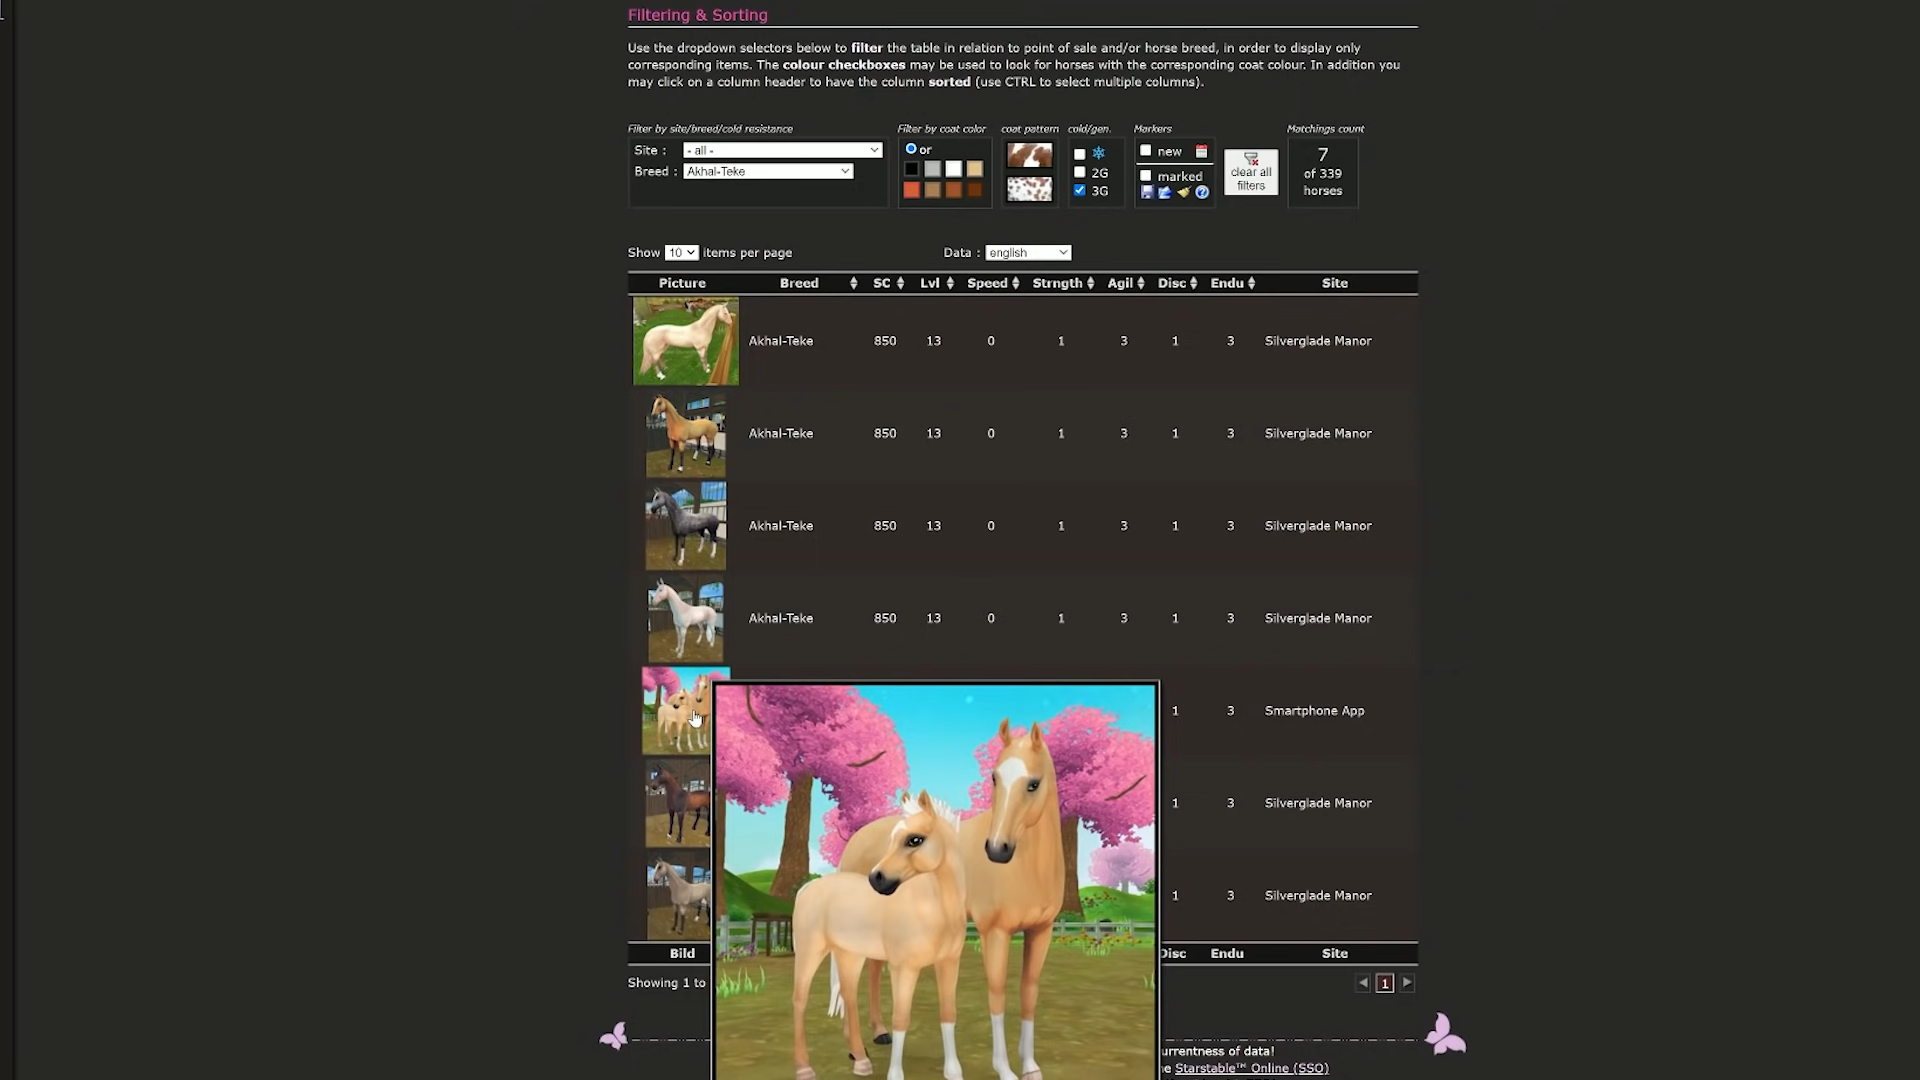 Filtering & Sorting
Use the dropdown selectors below to filter the table in relation to point of sale and/or horse breed, in order to display only
corresponding items. The colour checkboxes may be used to look for horses with the corresponding coat colour. In addition you
may click on a column header to have the column sorted (use CTRL to select multiple columns).
Filter by site/breed/cold resistance Filter by coat color coat pattern cold/gen. Markers Matchings count
Site : - all - or new 7
Breed : Akhal-Teke 2G marked clear all filters of 339
3G horses
Show 10 items per page Data : english
Picture Breed SC Lvl Speed Strngth Agil Disc Endu Site
Akhal-Teke 850 13 0 1 3 1 3 Silverglade Manor
Akhal-Teke 850 13 0 1 3 1 3 Silverglade Manor
Akhal-Teke 850 13 0 1 3 1 3 Silverglade Manor
Akhal-Teke 850 13 0 1 3 1 3 Silverglade Manor
1 3 Smartphone App
1 3 Silverglade Manor
1 3 Silverglade Manor
Bild Disc Endu Site
Showing 1 to 1
urrentness of data!
e Starstable™ Online (SSO)